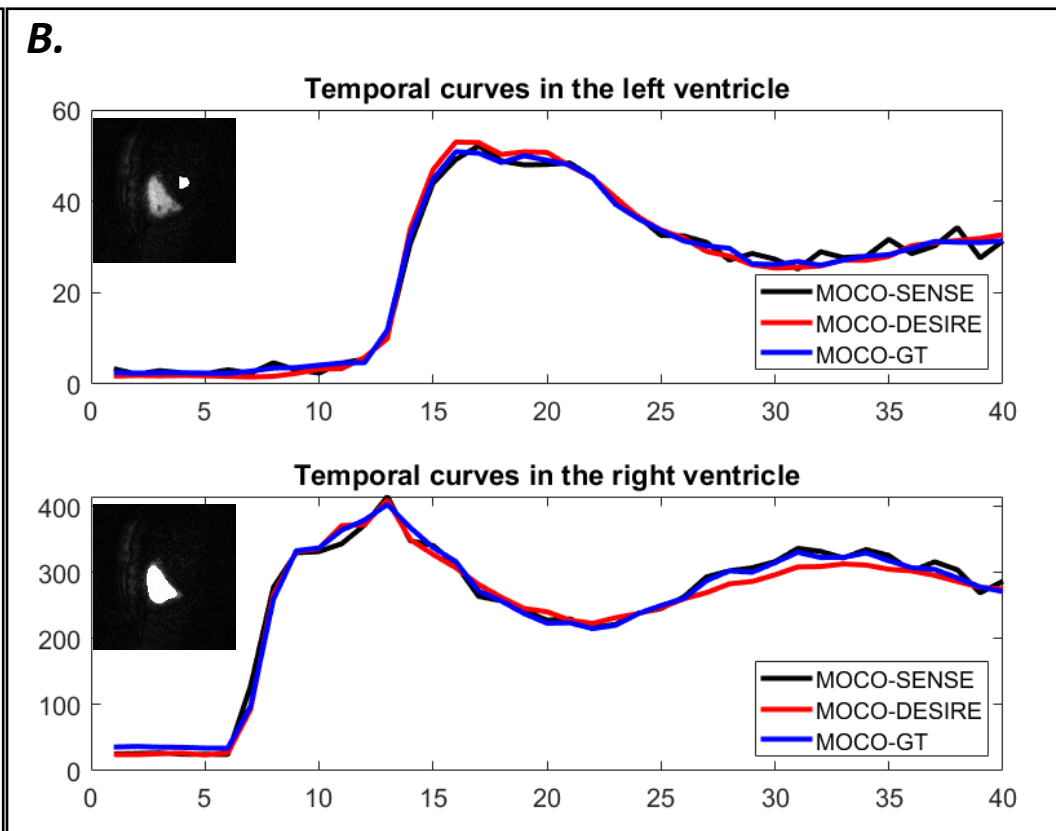 B.
Temporal curves in the left ventricle
60
40
20
0
MOCO-SENSE
MOCO-DESIRE
MOCO-GT
0 5 10 15 20 25 30 35 40
Temporal curves in the right ventricle
400
300
200
100
0
MOCO-SENSE
MOCO-DESIRE
MOCO-GT
0 5 10 15 20 25 30 35 40